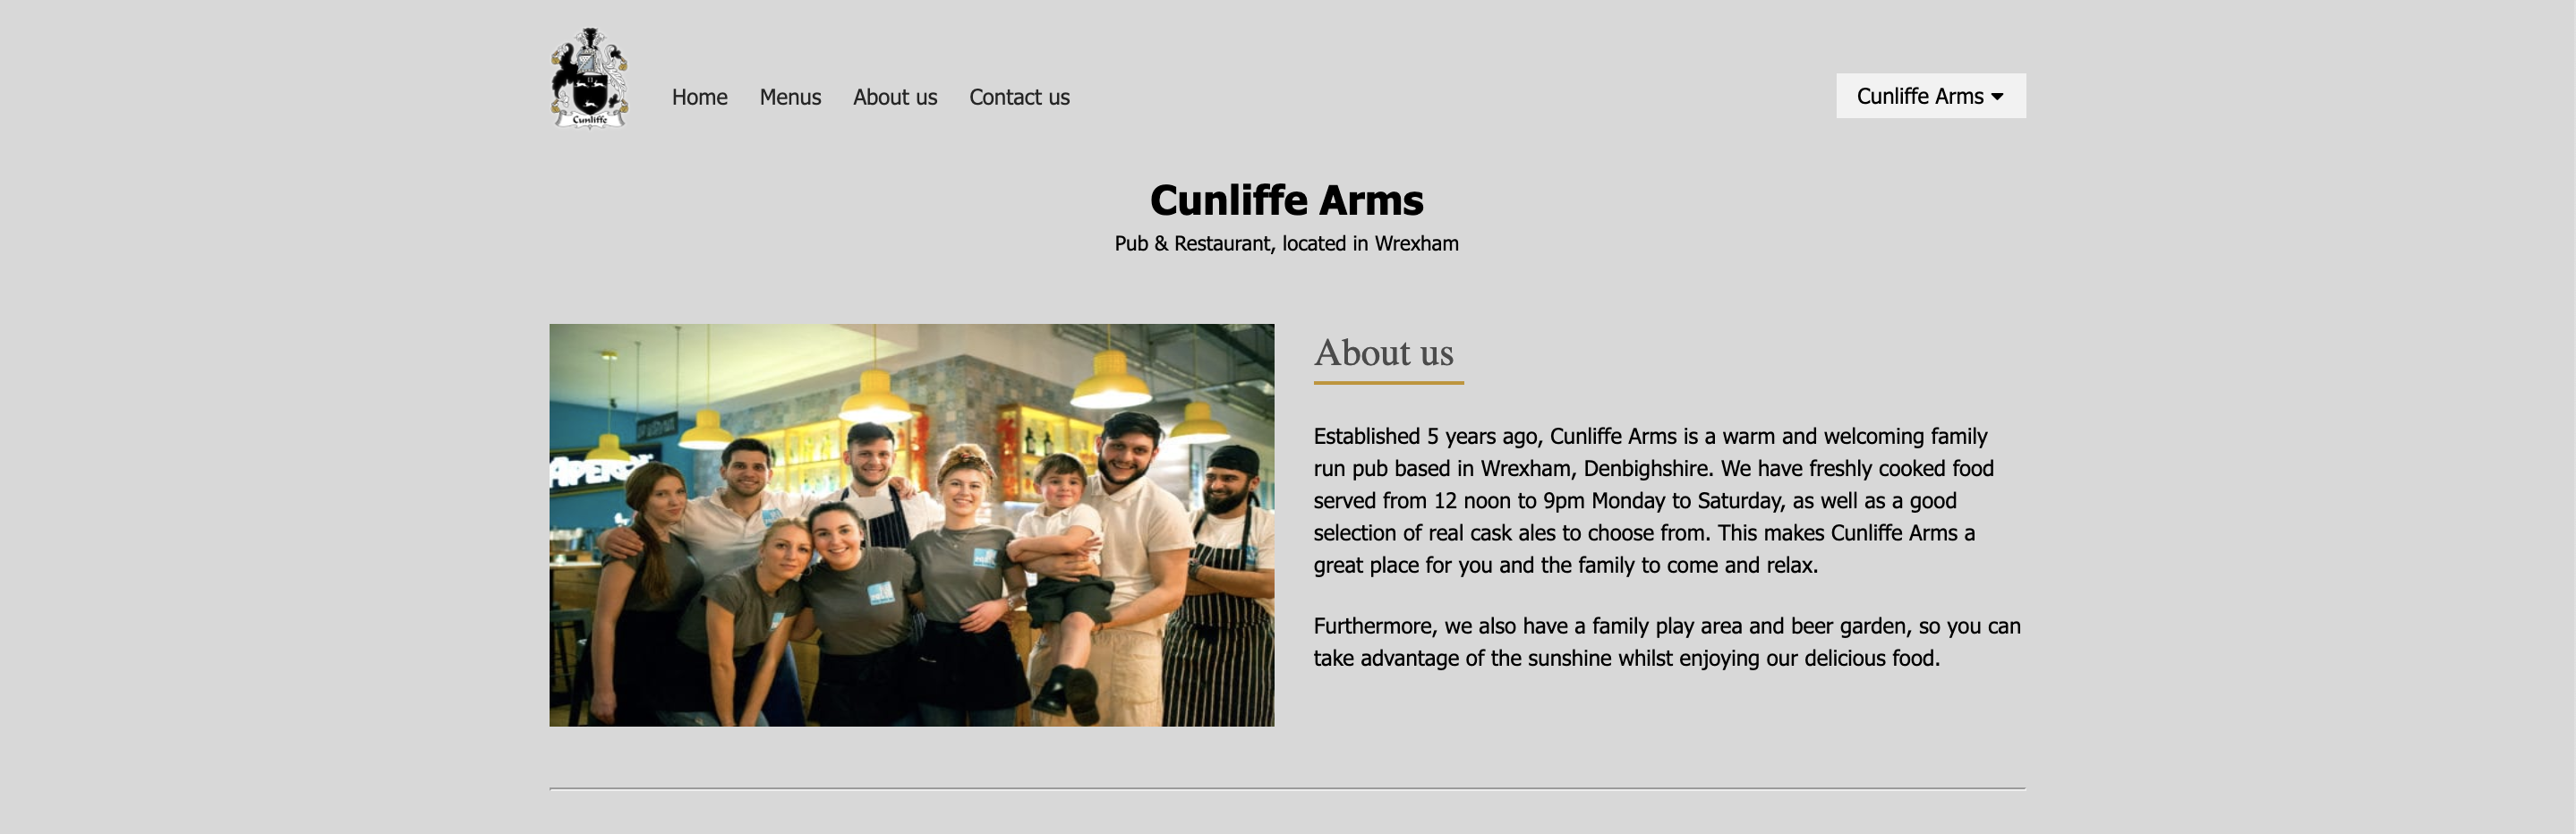 Cunliffe
Home Menus About us Contact us
Cunliffe Arms
Cunliffe Arms
Pub & Restaurant, located in Wrexham
About us
Established 5 years ago, Cunliffe Arms is a warm and welcoming family
run pub based in Wrexham, Denbighshire. We have freshly cooked food
served from 12 noon to 9pm Monday to Saturday, as well as a good
selection of real cask ales to choose from. This makes Cunliffe Arms a
great place for you and the family to come and relax.
Furthermore, we also have a family play area and beer garden, so you can
take advantage of the sunshine whilst enjoying our delicious food.